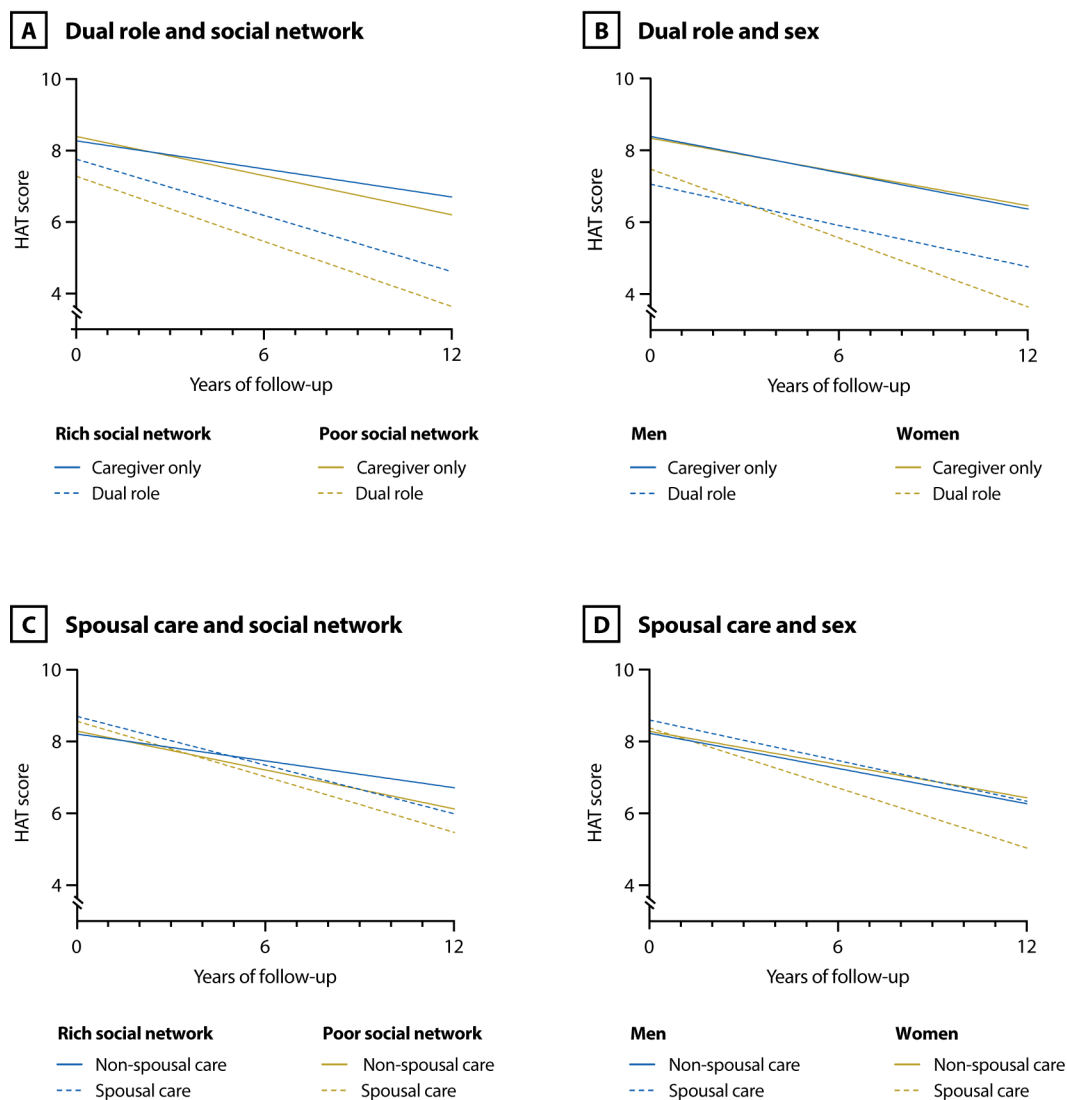 A Dual role and social network
10
8
6
4
HAT score
0 6 12
Years of follow-up
Rich social network Poor social network
Caregiver only Caregiver only
Dual role Dual role
B Dual role and sex
10
8
6
4
HAT score
0 6 12
Years of follow-up
Men Women
Caregiver only Caregiver only
Dual role Dual role
C Spousal care and social network
10
8
6
4
HAT score
0 6 12
Years of follow-up
Rich social network Poor social network
Non-spousal care Non-spousal care
Spousal care Spousal care
D Spousal care and sex
10
8
6
4
HAT score
0 6 12
Years of follow-up
Men Women
Non-spousal care Non-spousal care
Spousal care Spousal care